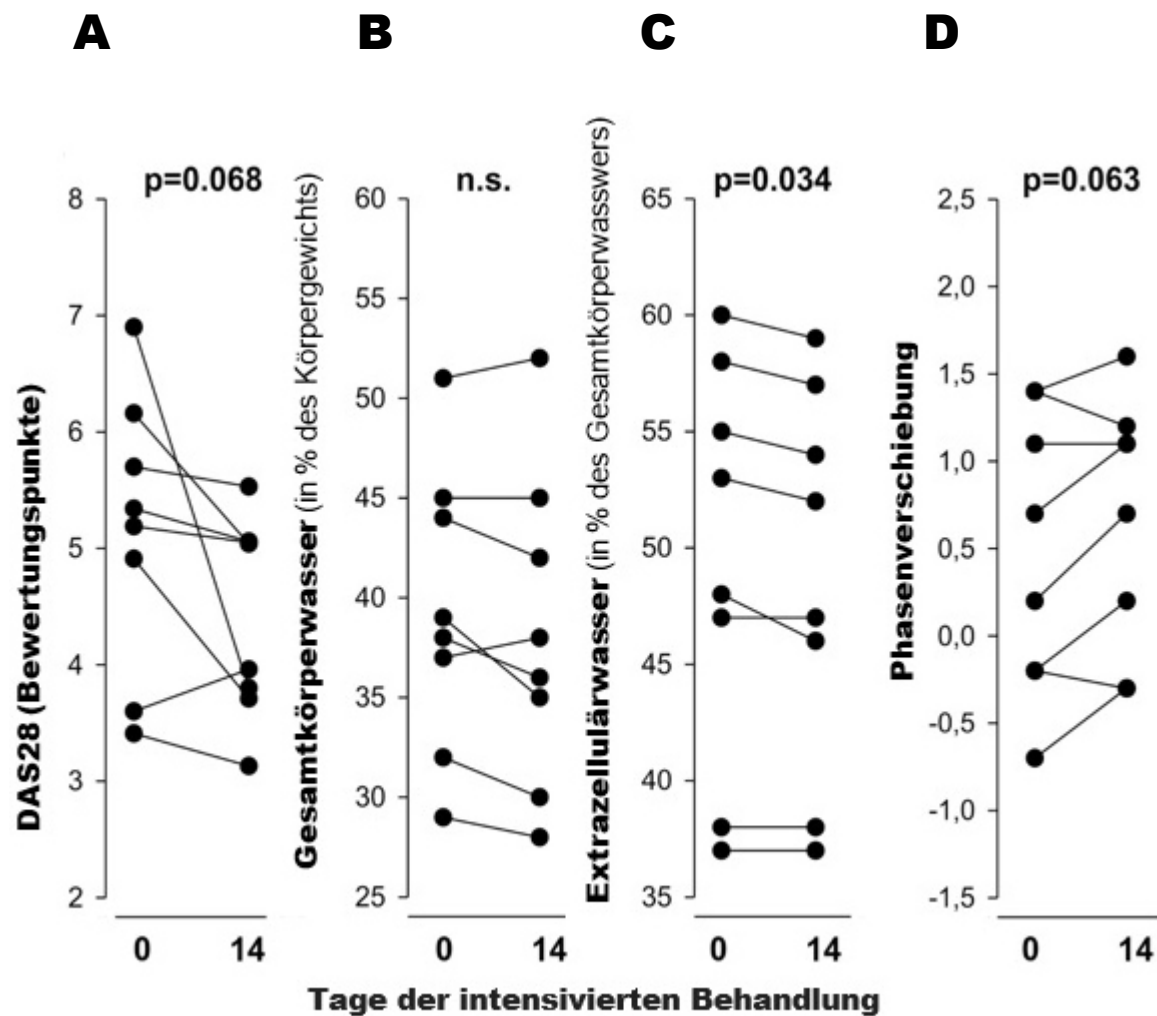 A
B
C
D
p=0.068
n.s.
p=0.034
p=0.063
DAS28 (Bewertungspunkte)
8
7
6
5
4
3
2
0 14
Gesamtkörperwasser (in % des Körpergewichts)
60
55
50
45
40
35
30
25
0 14
Extrazellulärwasser (in % des Gesamtkörperwasswers)
65
60
55
50
45
40
35
0 14
Phasenverschiebung
2,5
2,0
1,5
1,0
0,5
0,0
-0,5
-1,0
-1,5
0 14
Tage der intensivierten Behandlung